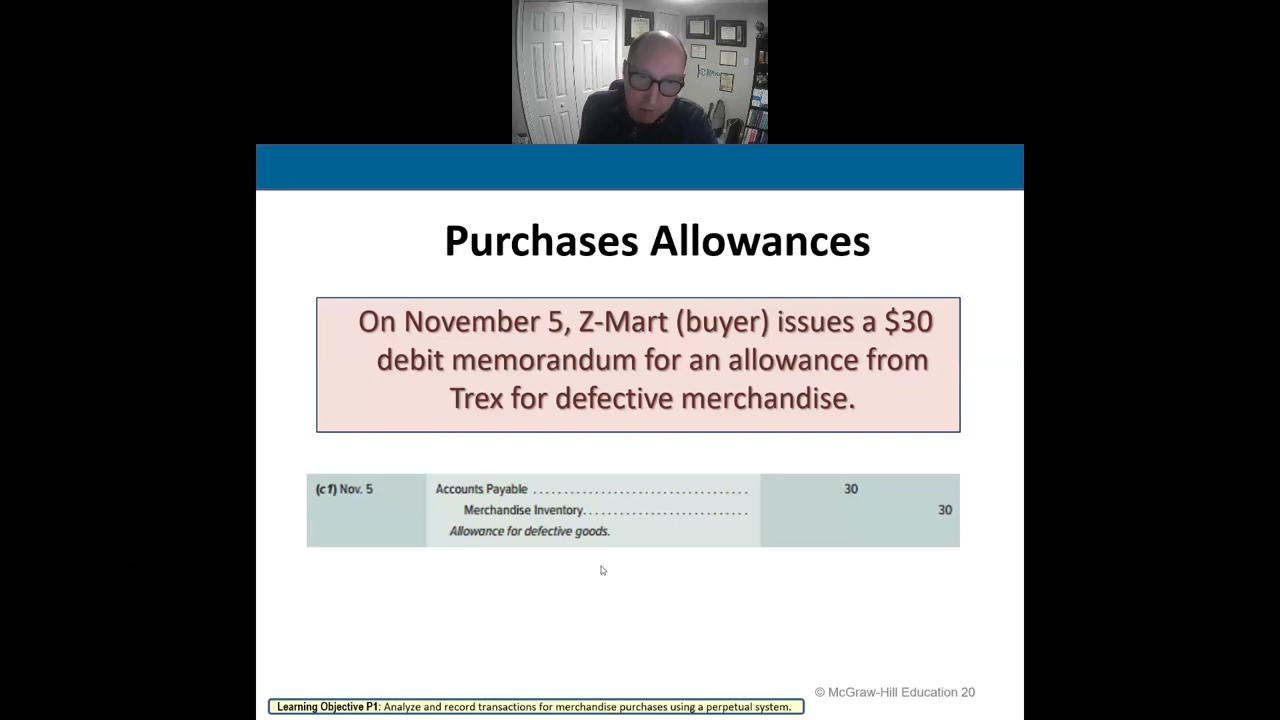 Purchases Allowances
On November 5, Z-Mart (buyer) issues a $30
debit memorandum for an allowance from
Trex for defective merchandise.
(c1) Nov. 5 Accounts Payable ................................... 30
Merchandise Inventory........................... 30
Allowance for defective goods.
© McGraw-Hill Education 20
Learning Objective P1: Analyze and record transactions for merchandise purchases using a perpetual system.